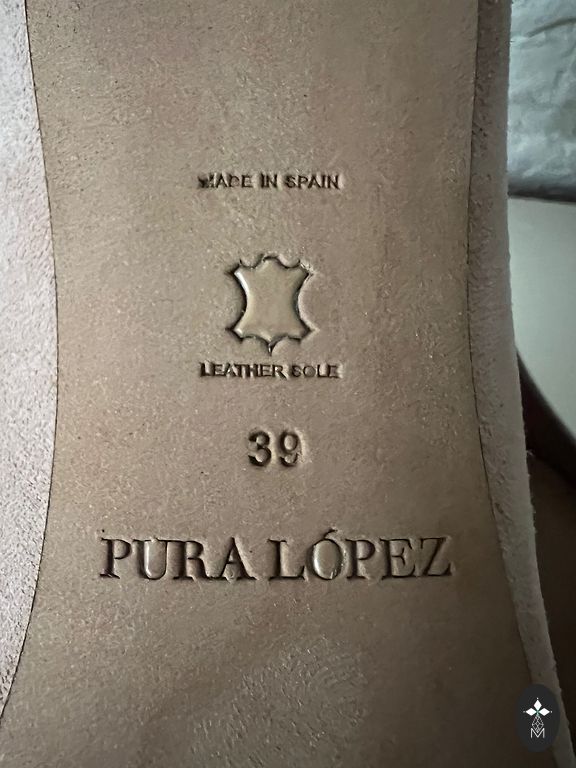 MADE IN SPAIN
LEATHER SOLE
39
PURA LÓPEZ